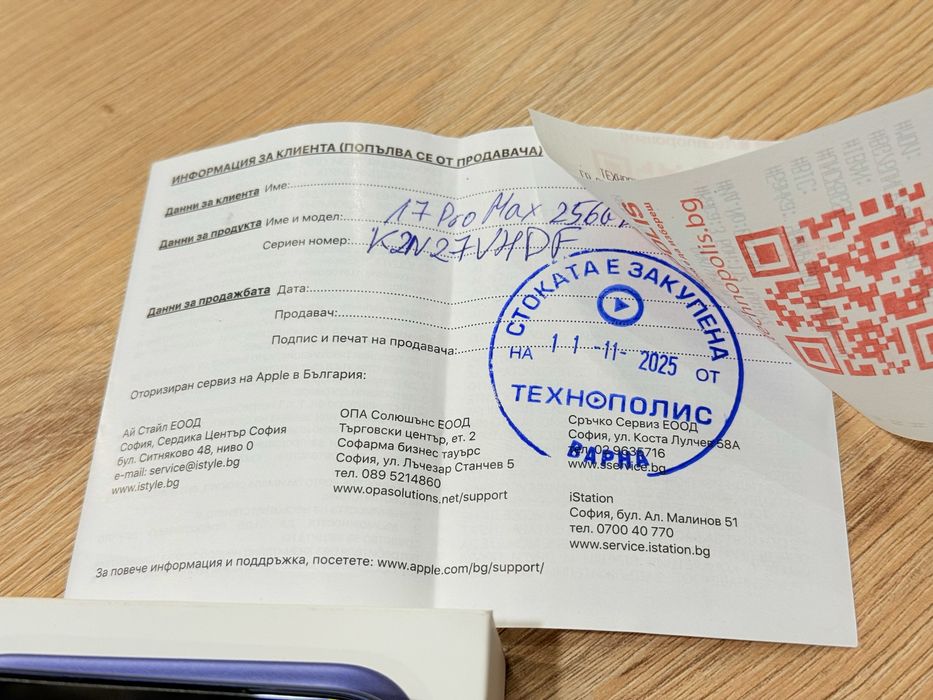 ИНФОРМАЦИЯ ЗА КЛИЕНТА (ПОПЪЛВА СЕ ОТ ПРОДАВАЧА)
Данни за клиента Име:
Данни за продукта Име и модел: 17 Pro Max 256
Сериен номер: K2N27VHDF
Данни за продажбата Дата:
Продавач:
Подпис и печат на продавача:
СТОКАТА Е ЗАКУПЕНА
НА 11-11-2025 ОТ
ТЕХНОПОЛИС
ВАРНА
Оторизиран сервиз на Apple в България:
Ай Стайл ЕООД
София, Сердика Център София
бул. Ситняково 48, ниво 0
e-mail: service@istyle.bg
www.istyle.bg
ОПА Солюшънс ЕООД
Търговски център, ет. 2
Софарма бизнес тауърс
София, ул. Лъчезар Станчев 5
тел. 089 5214860
www.opasolutions.net/support
Сръчко Сервиз ЕООД
София, ул. Коста Лулчев 58А
тел. 02 9635716
www.sservice.bg
iStation
София, бул. Ал. Малинов 51
тел. 0700 40 770
www.service.istation.bg
За повече информация и поддръжка, посетете: www.apple.com/bg/support/